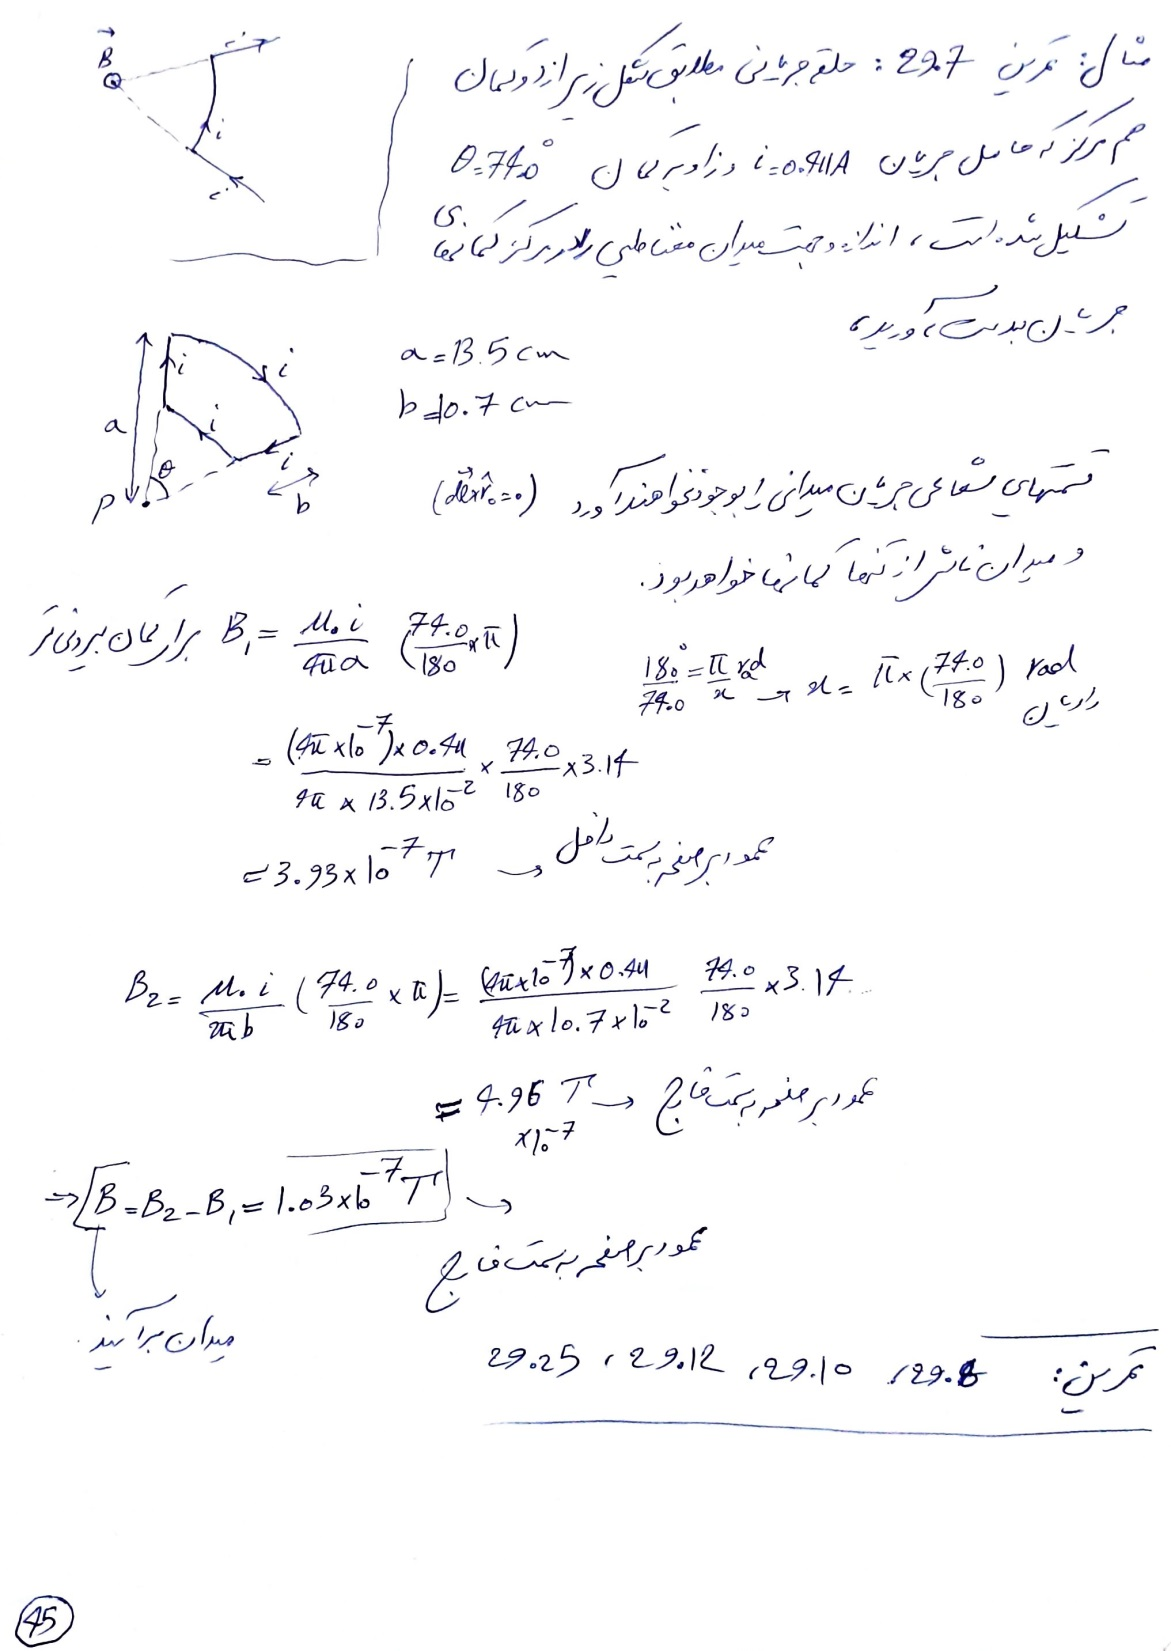 مثال: تمرین 29.7 : حلقه جریانی مطابق شکل زیر از دو کمان
هم مرکز که حامل جریان i=0.411A و زاویه کمان θ=74.0°
تشکیل شده است، اندازه و جهت میدان مغناطیسی را در مرکز کمانهای
جریان بدست آورید،
B
i
i
a
i
i
i
θ
P
b
a=13.5 cm
b=10.7 cm
قسمتهای شعاعی جریان میدانی را بوجود نخواهند آورد (dl×r̂=0)
و میدان ناشی از تنها کمانها خواهد بود.
برای کمان بیرونی تر B₁ = μ₀i/4πa (74.0/180 × π)
180°/74.0 = π rad/x → x = π×(74.0/180) rad
رادیان
= (4π×10⁻⁷)×0.411/4π×13.5×10⁻² × 74.0/180 ×3.14
= 3.93×10⁻⁷ T → عمود بر صفحه به سمت داخل
B₂ = μ₀i/4πb (74.0/180 × π) = (4π×10⁻⁷)×0.411/4π×10.7×10⁻² 74.0/180 ×3.14
= 4.96 T → عمود بر صفحه به سمت خارج
×10⁻⁷
⇒ B=B₂-B₁ = 1.03×10⁻⁷ T →
عمود بر صفحه به سمت خارج
میدان برآیند.
تمرین: 29.8، 29.10، 29.12، 29.25
45